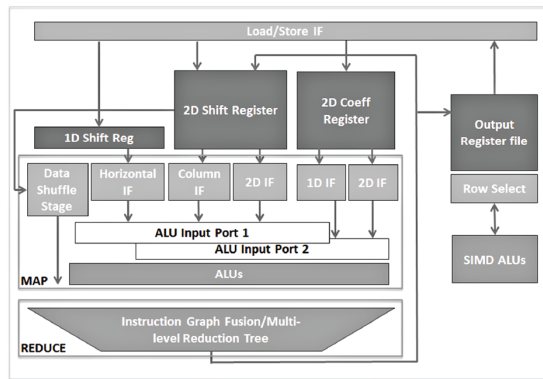 Load/Store IF
2D Shift
Register
2D Coeff
Register
Output
Register file
1D Shift Reg
Data
Shuffle
Stage
Horizontal
IF
Column
IF
2D IF
1D IF
2D IF
Row Select
ALU Input Port 1
ALU Input Port 2
SIMD ALUs
ALUs
MAP
Instruction Graph Fusion/Multi-
level Reduction Tree
REDUCE